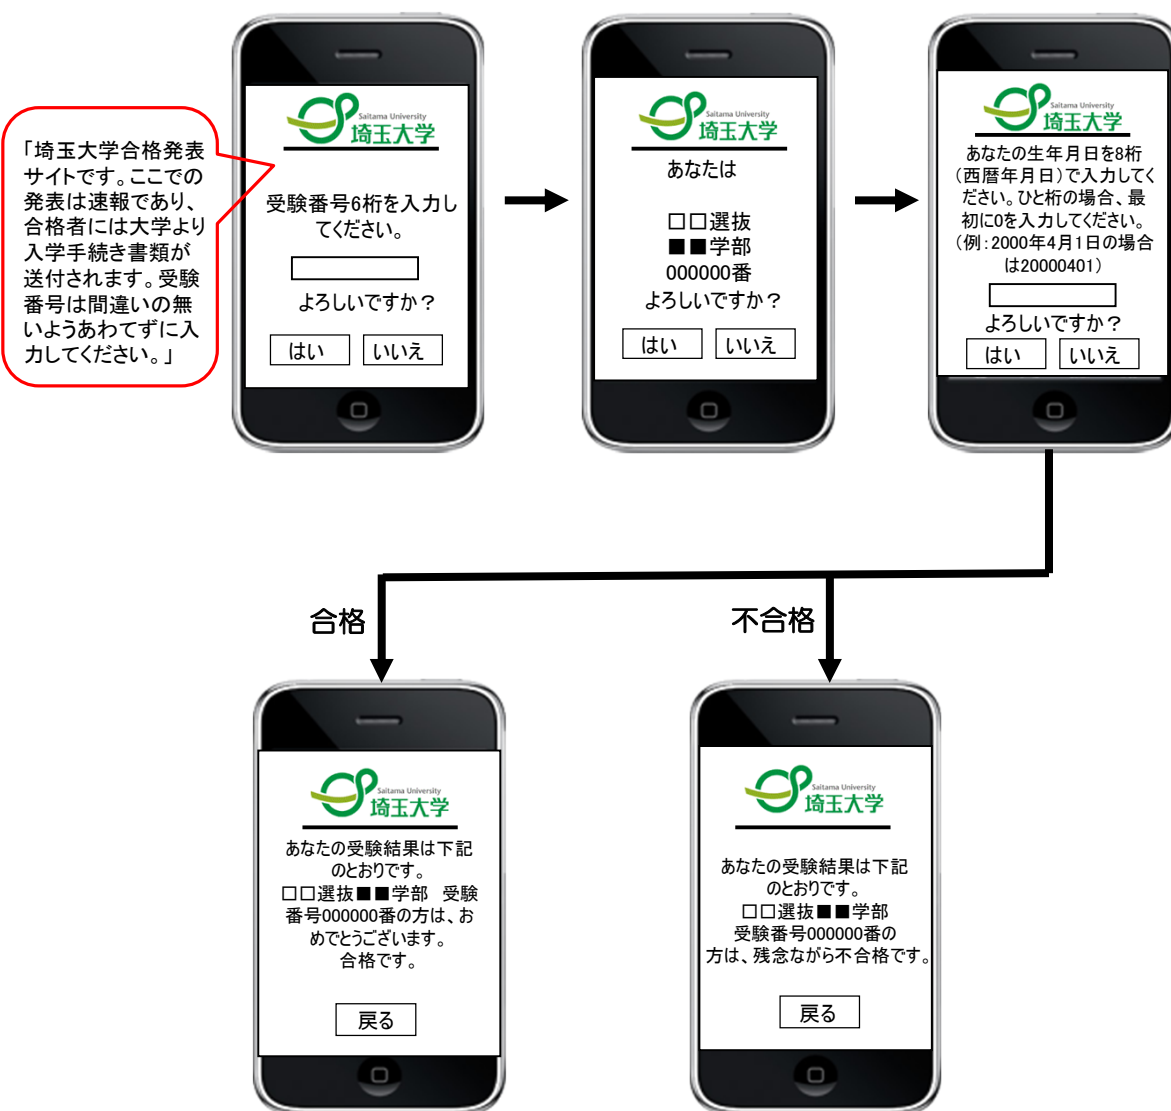 「埼玉大学合格発表
サイトです。ここでの
発表は速報であり、
合格者には大学より
入学手続き書類が
送付されます。受験
番号は間違いの無
いようあわてずに入
力してください。」
Saitama University
埼玉大学
受験番号6桁を入力し
てください。
よろしいですか？
はい
いいえ
Saitama University
埼玉大学
あなたは
□□選抜
■■学部
000000番
よろしいですか？
はい
いいえ
Saitama University
埼玉大学
あなたの生年月日を8桁
（西暦年月日）で入力してく
ださい。ひと桁の場合、最
初に0を入力してください。
（例：2000年4月1日の場合
は20000401）
よろしいですか？
はい
いいえ
合格
不合格
Saitama University
埼玉大学
あなたの受験結果は下記
のとおりです。
□□選抜■■学部　受験
番号000000番の方は、お
めでとうございます。
合格です。
戻る
Saitama University
埼玉大学
あなたの受験結果は下記
のとおりです。
□□選抜■■学部
受験番号000000番の
方は、残念ながら不合格です。
戻る